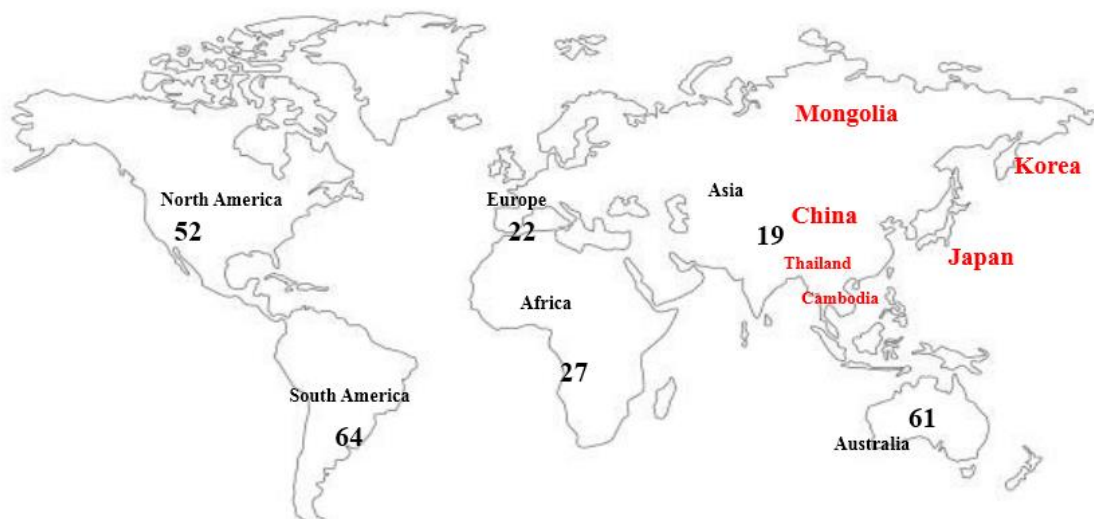 Mongolia
Korea
North America
52
Europe
22
Asia
China
19
Japan
Thailand
Cambodia
Africa
27
South America
64
61
Australia